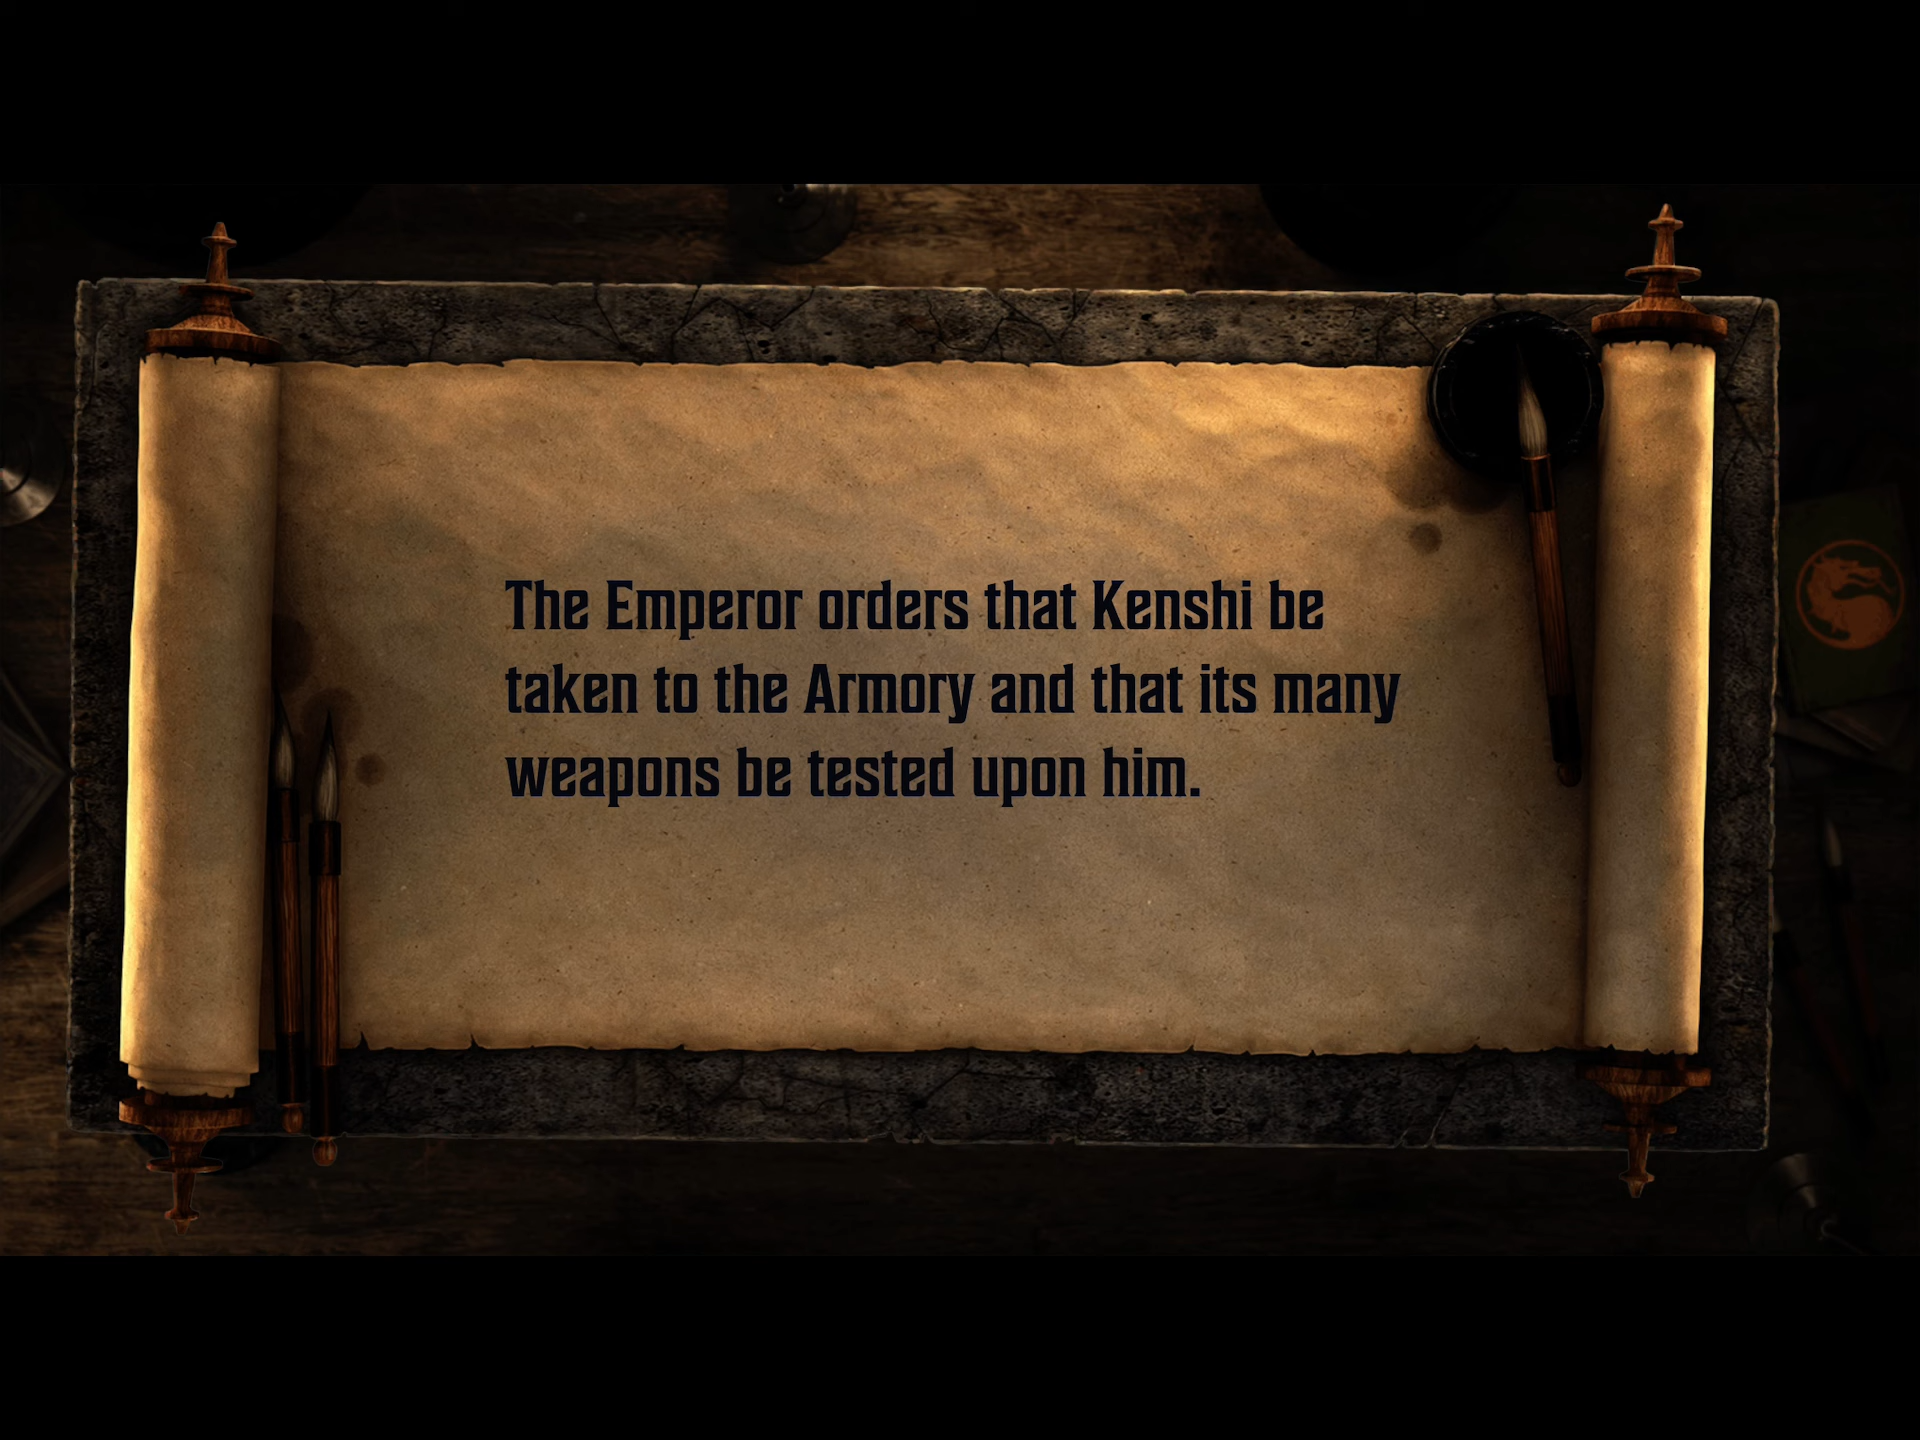 The Emperor orders that Kenshi be
taken to the Armory and that its many
weapons be tested upon him.